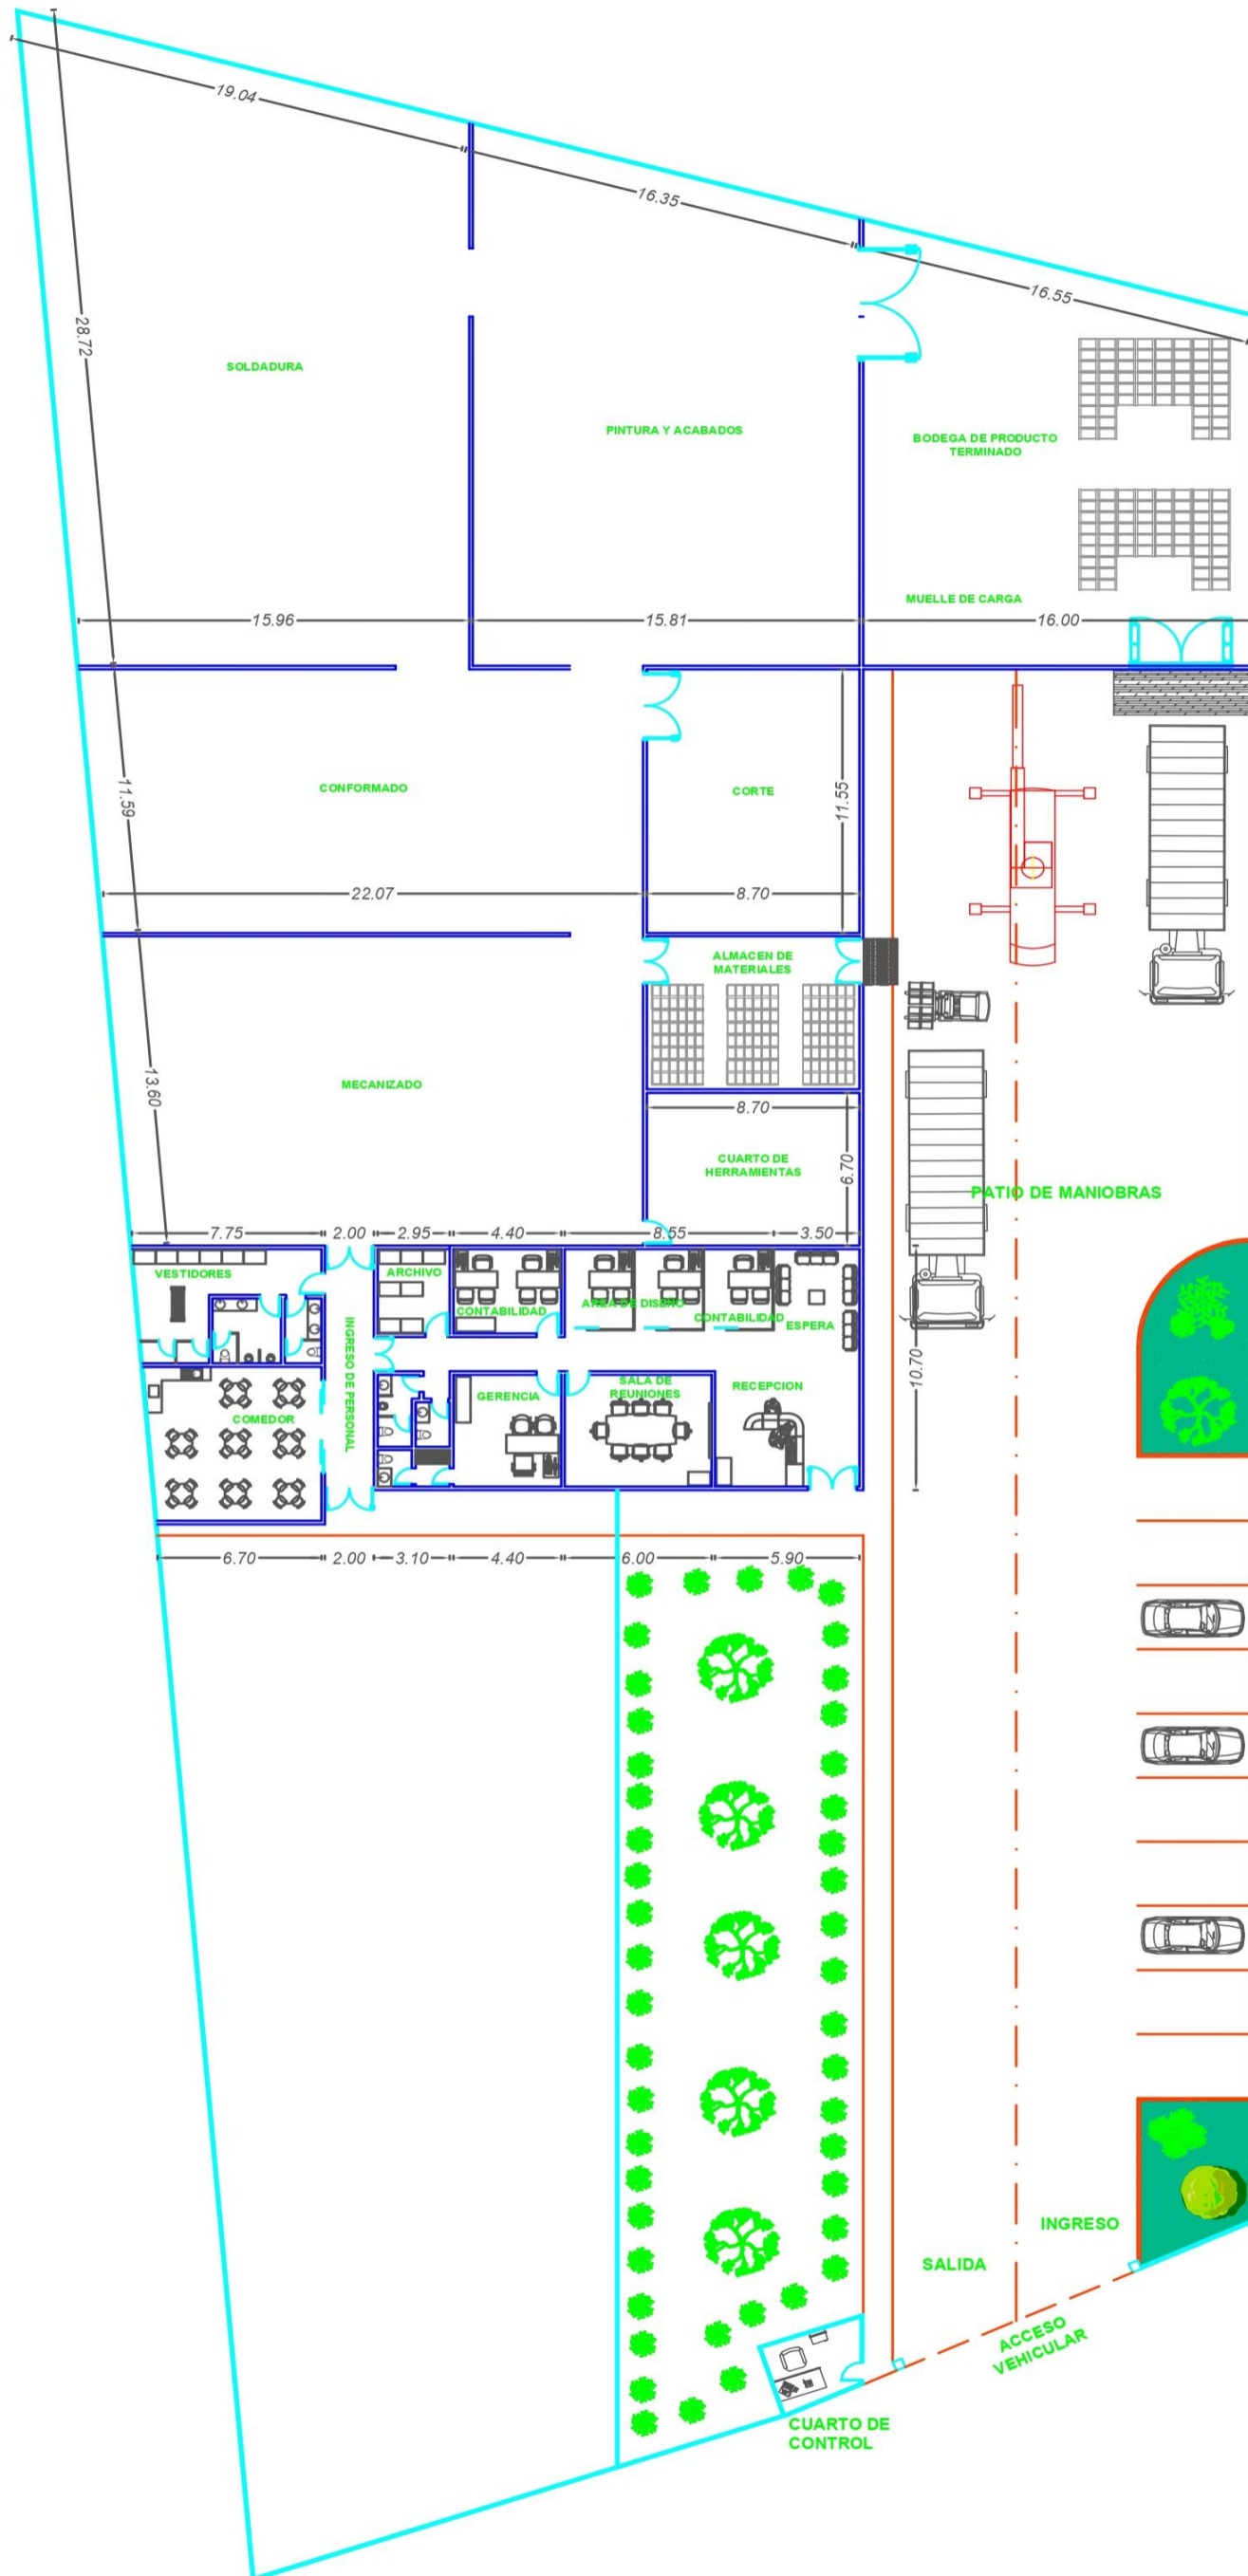 19.04
16.35
16.55
28.72
SOLDADURA
PINTURA Y ACABADOS
BODEGA DE PRODUCTO
TERMINADO
MUELLE DE CARGA
15.96
15.81
16.00
11.59
CONFORMADO
CORTE
11.55
22.07
8.70
ALMACEN DE
MATERIALES
13.60
MECANIZADO
8.70
CUARTO DE
HERRAMIENTAS
6.70
PATIO DE MANIOBRAS
7.75
2.00
2.95
4.40
8.55
3.50
VESTIDORES
ARCHIVO
CONTABILIDAD
AREA DE DISEÑO
CONTABILIDAD
ESPERA
INGRESO DE PERSONAL
10.70
COMEDOR
GERENCIA
SALA DE
REUNIONES
RECEPCION
6.70
2.00
3.10
4.40
6.00
5.90
INGRESO
SALIDA
ACCESO
VEHICULAR
CUARTO DE
CONTROL